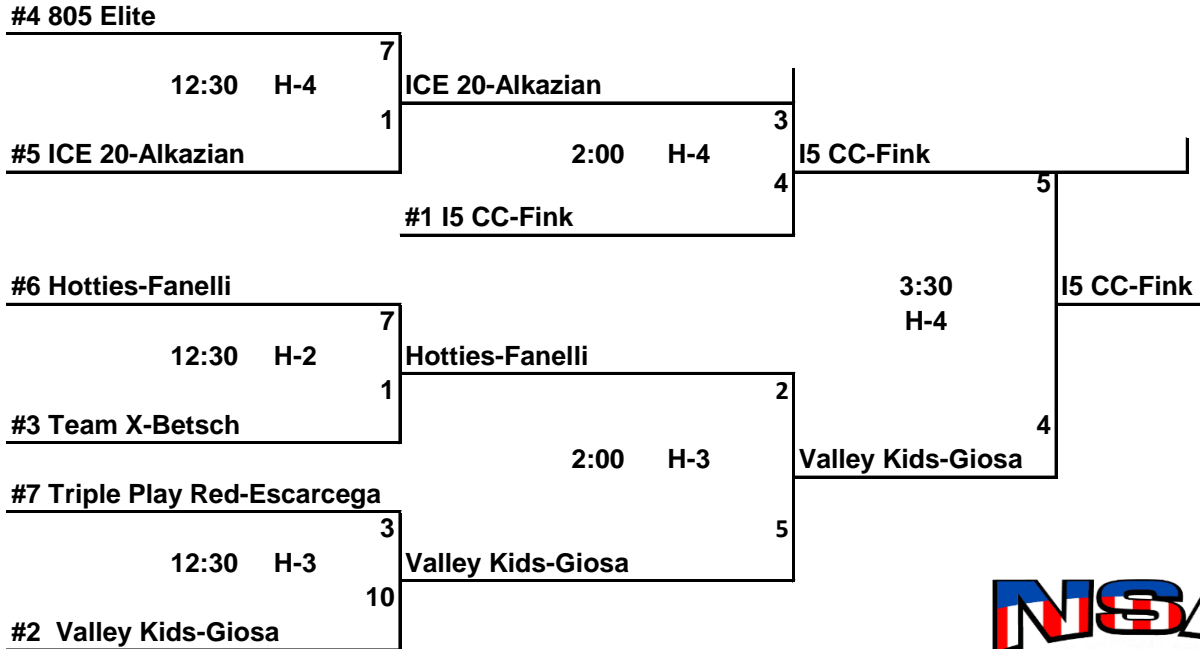 #4 805 Elite
7
12:30 H-4 ICE 20-Alkazian
1 3
#5 ICE 20-Alkazian 2:00 H-4 I5 CC-Fink
4 5
#1 I5 CC-Fink
#6 Hotties-Fanelli 3:30 I5 CC-Fink
7 H-4
12:30 H-2 Hotties-Fanelli
1 2
#3 Team X-Betsch 4
2:00 H-3 Valley Kids-Giosa
#7 Triple Play Red-Escarcega
3 5
12:30 H-3 Valley Kids-Giosa
10
#2 Valley Kids-Giosa
NS